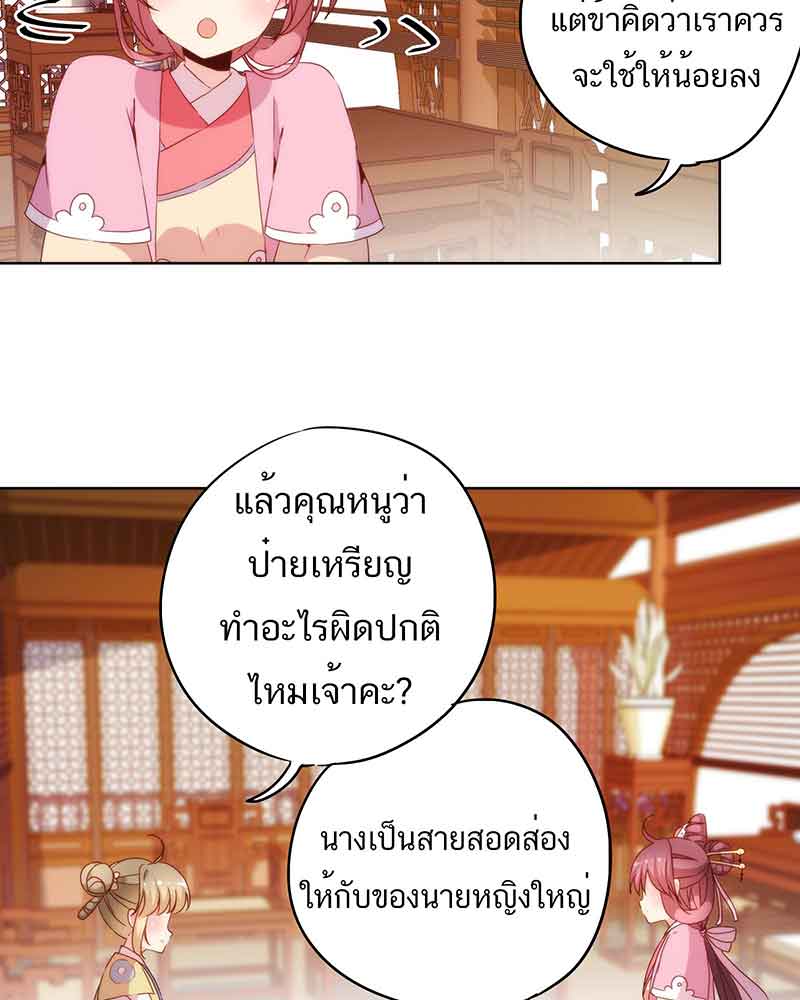 แต่ข้าคิดว่าเราควร
จะใช้ให้น้อยลง
แล้วคุณหนูว่า
ป๋ายเหรียญ
ทำอะไรผิดปกติ
ไหมเจ้าคะ?
นางเป็นสายสอดส่อง
ให้กับของนายหญิงใหญ่